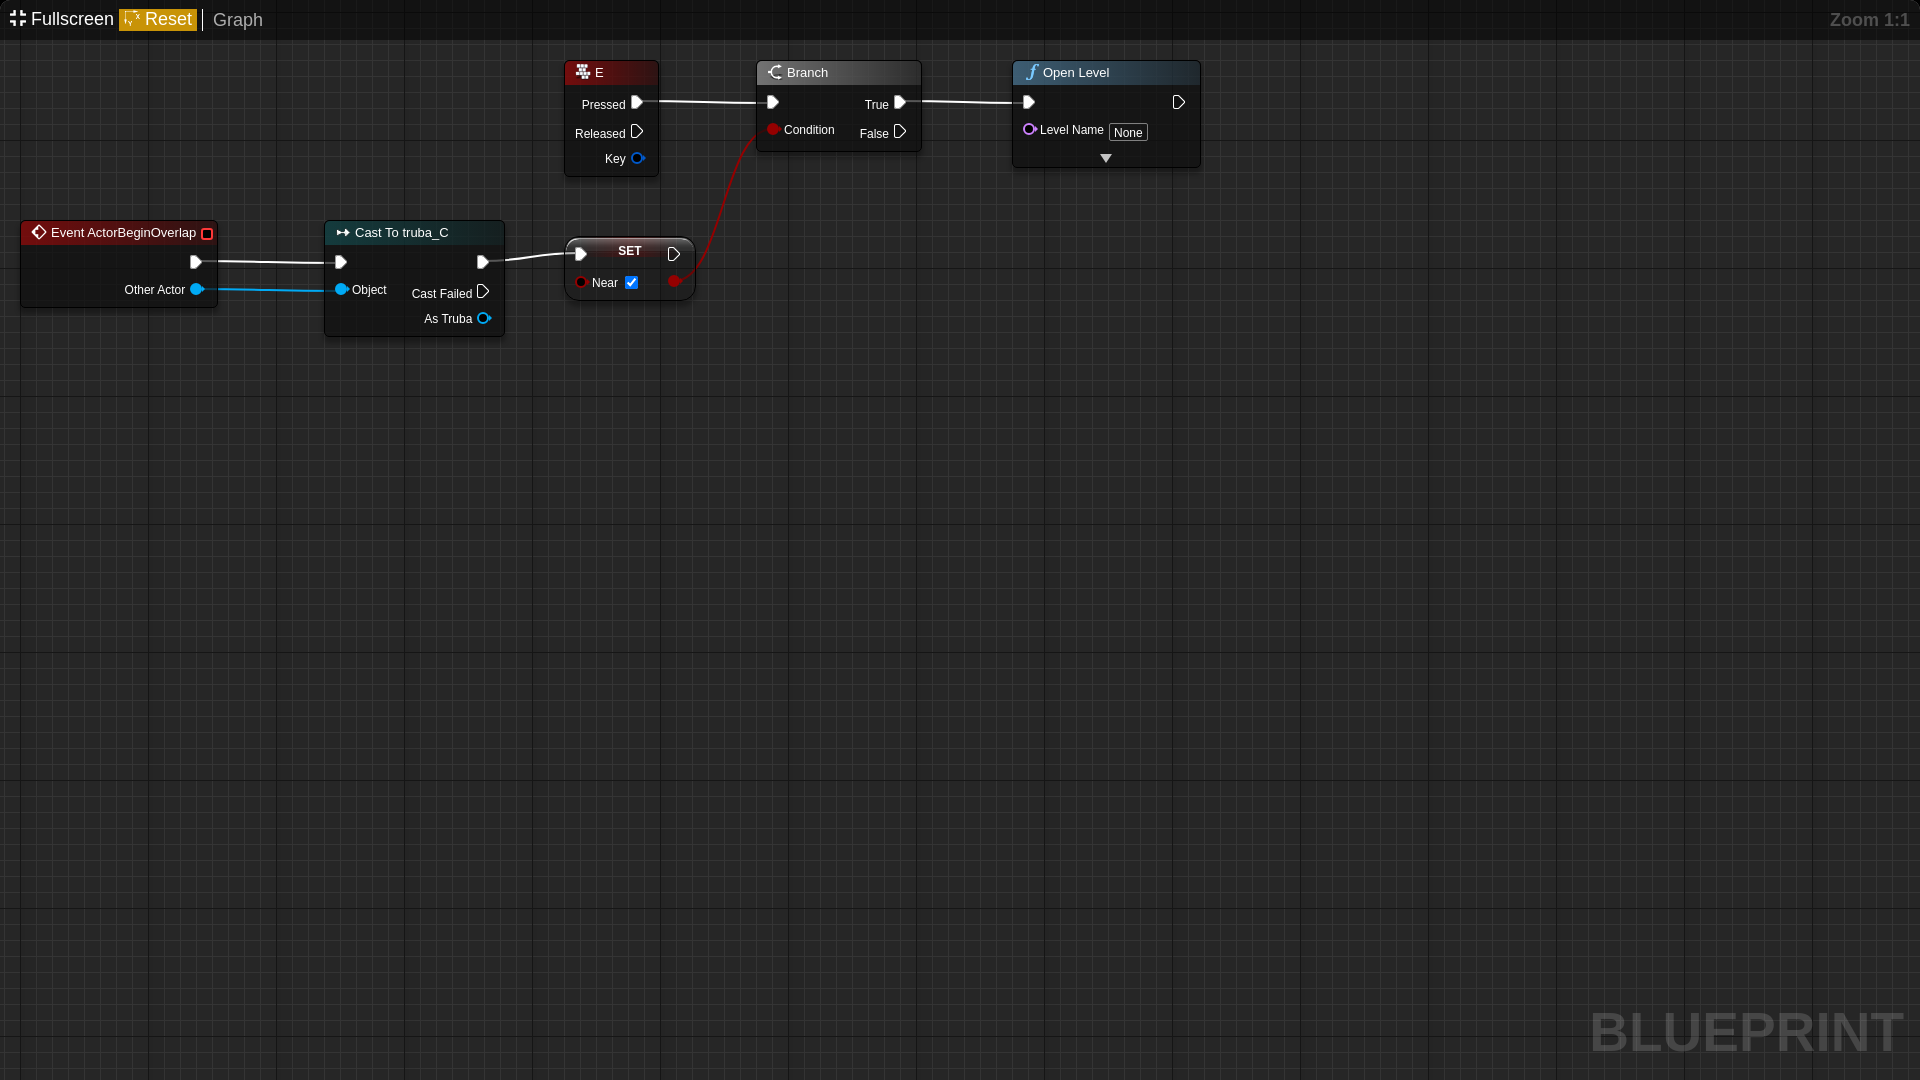 Fullscreen Reset Graph
Zoom 1:1
E
Pressed
Released
Key
Branch
True
Condition
False
Open Level
Level Name None
Event ActorBeginOverlap
Other Actor
Cast To truba_C
Object
Cast Failed
As Truba
SET
Near
BLUEPRINT